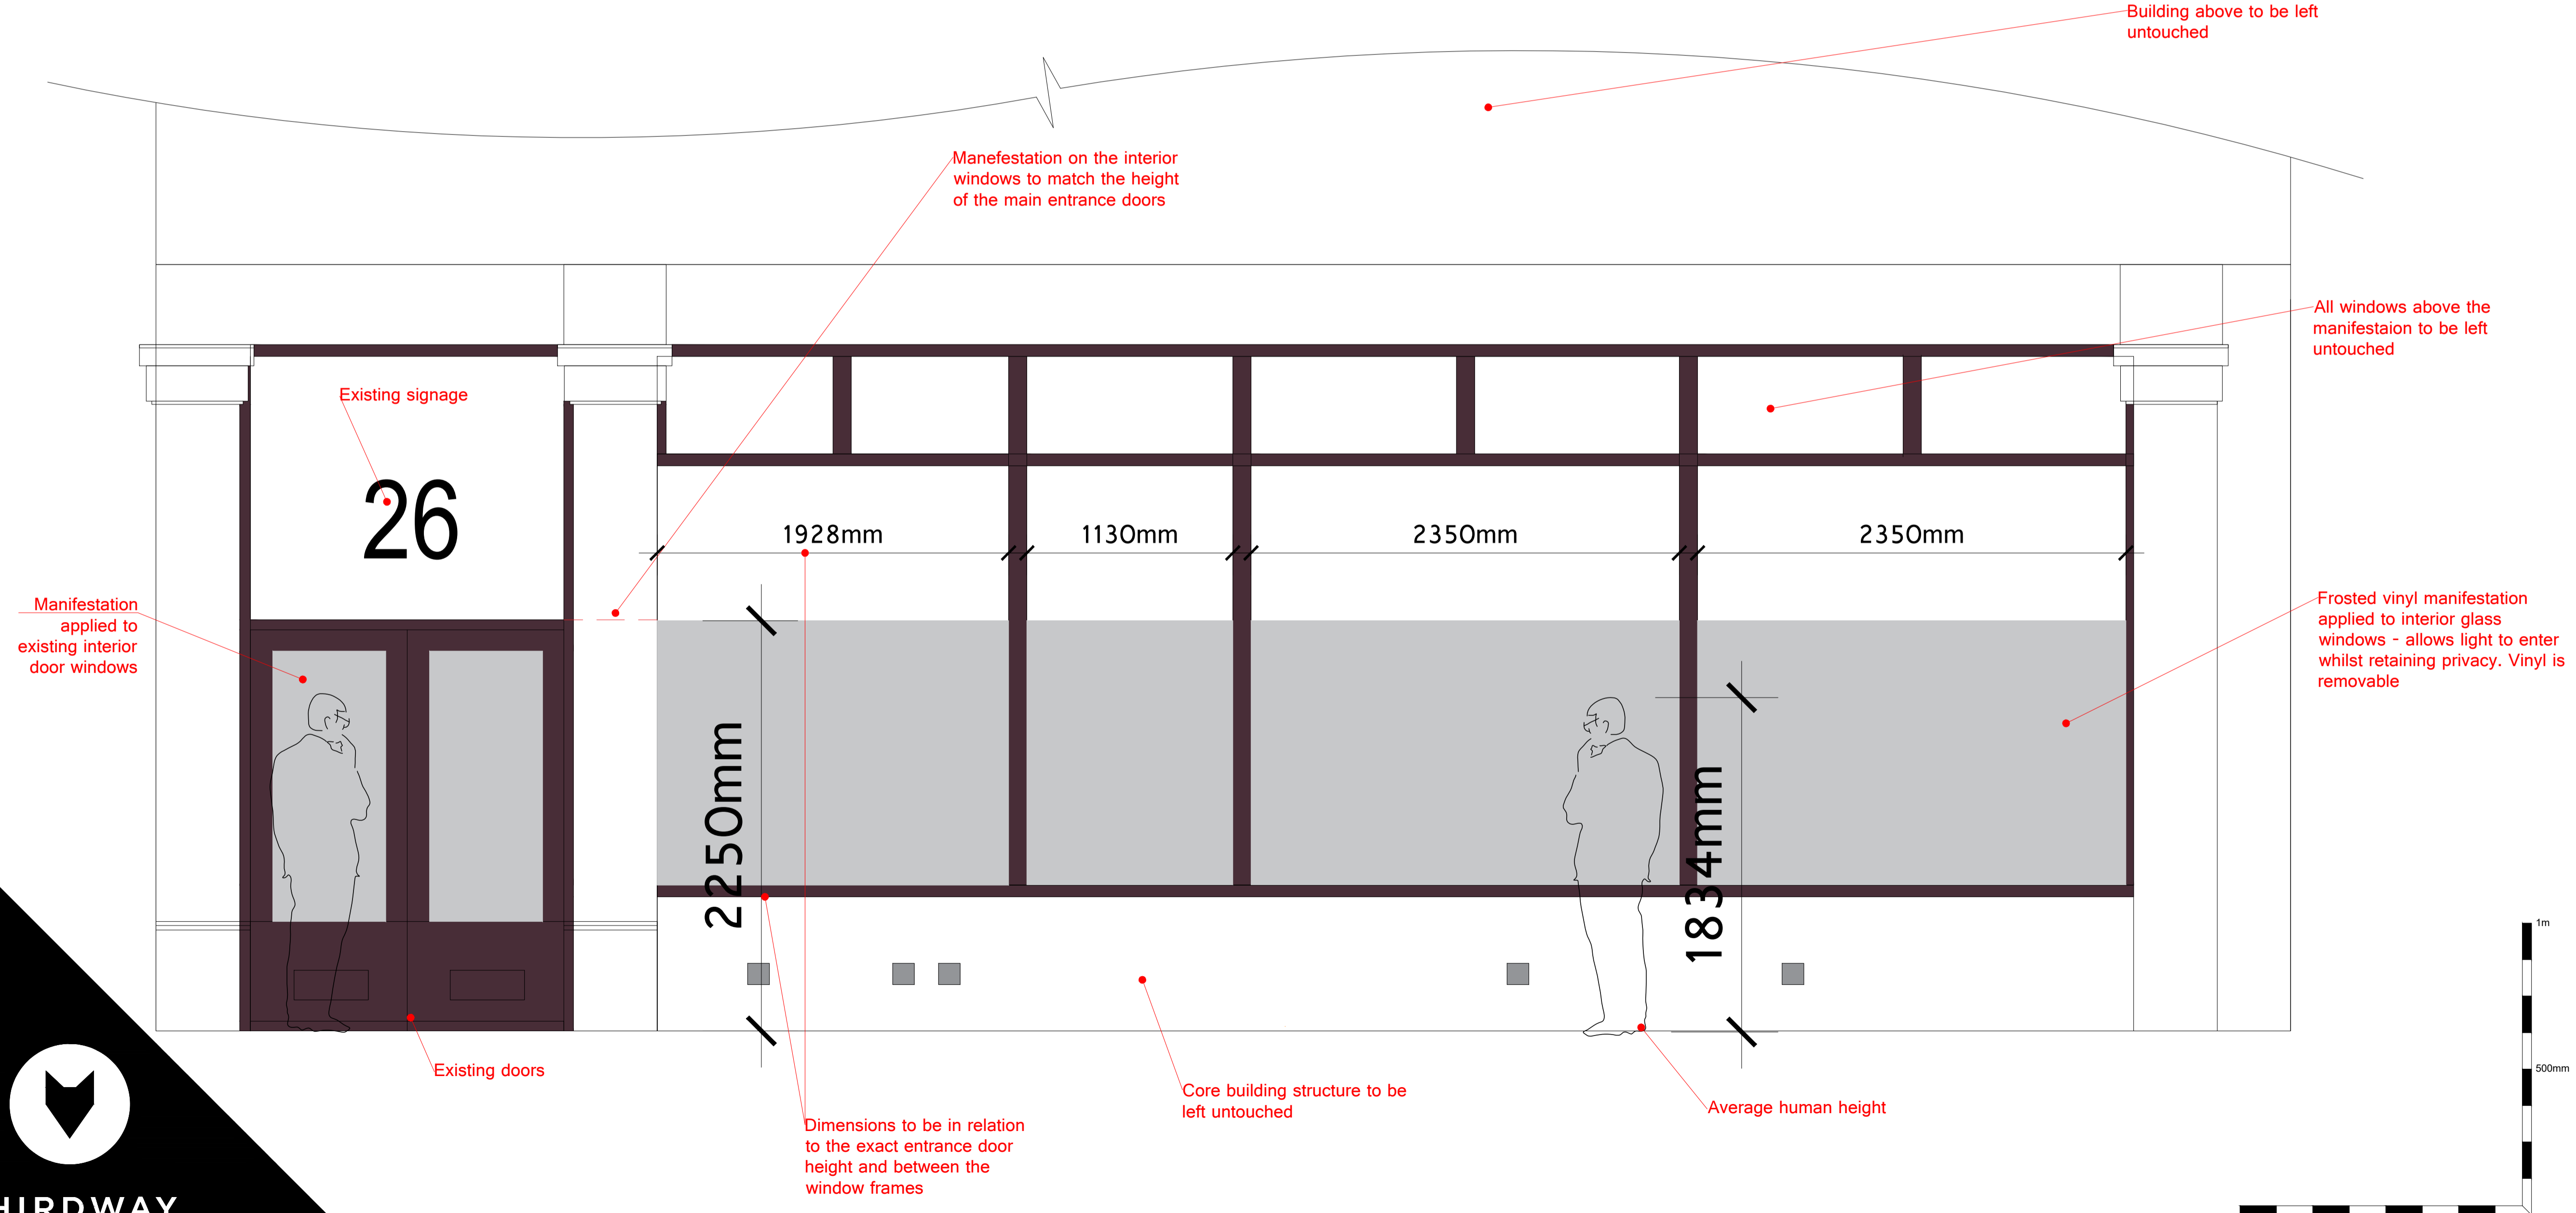 Building above to be left
untouched
Manefestation on the interior
windows to match the height
of the main entrance doors
All windows above the
manifestaion to be left
untouched
Existing signage
26
1928mm
1130mm
2350mm
2350mm
Manifestation
applied to
existing interior
door windows
Frosted vinyl manifestation
applied to interior glass
windows - allows light to enter
whilst retaining privacy. Vinyl is
removable
2250mm
1834mm
1m
500mm
Existing doors
Core building structure to be
left untouched
Average human height
Dimensions to be in relation
to the exact entrance door
height and between the
window frames
HIRDWAY